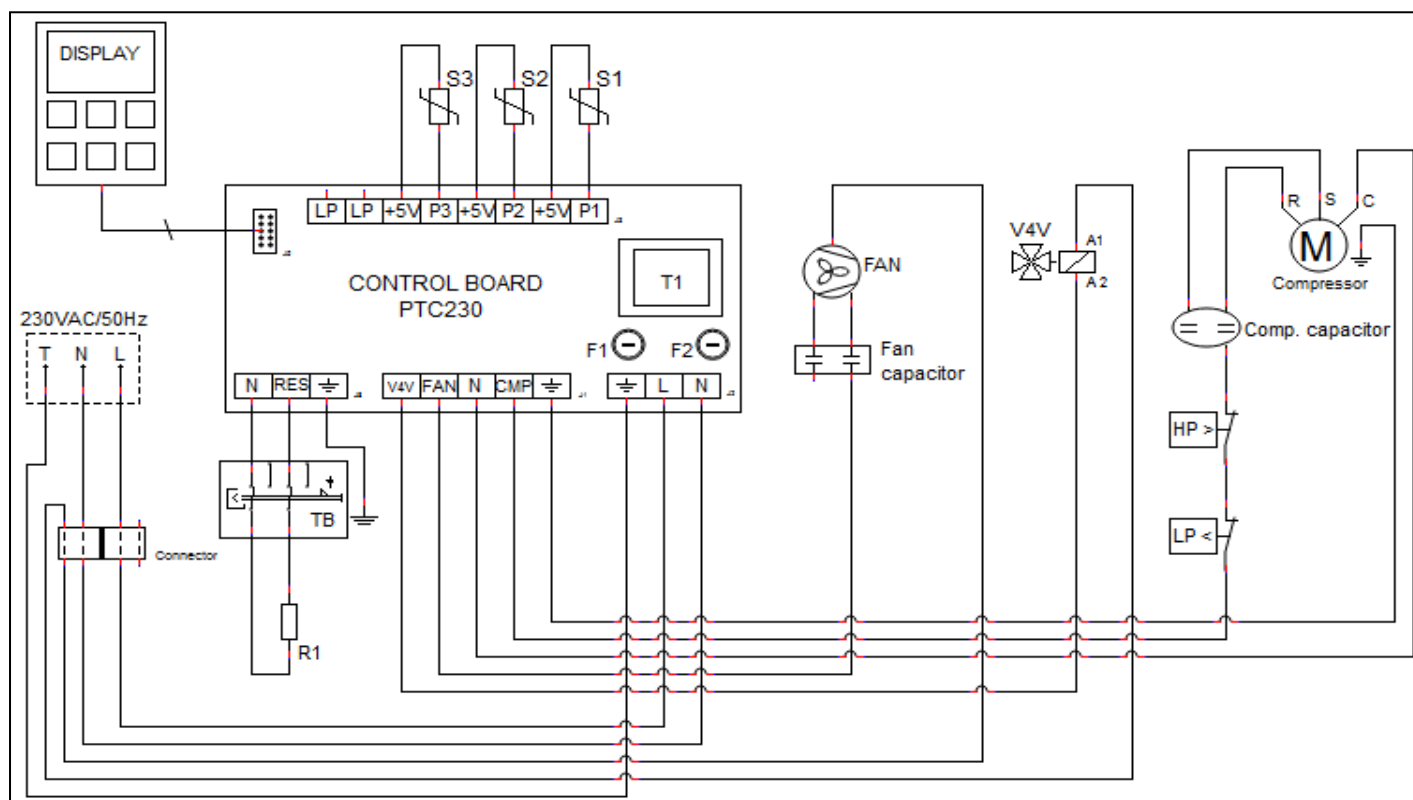 DISPLAY
S3 S2 S1
LP LP +5V P3 +5V P2 +5V P1
CONTROL BOARD
PTC230
T1
F1 F2
N RES
V4V FAN N CMP
L N
230VAC/50Hz
T N L
Connector
TB
R1
FAN
Fan
capacitor
V4V
A1
A2
R S C
M
Compressor
Comp. capacitor
HP >
LP <